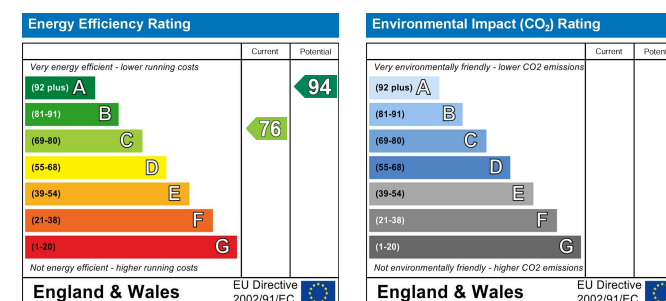 Energy Efficiency Rating
Current Potential
Very energy efficient - lower running costs
(92 plus) A
94
(81-91) B
76
(69-80) C
(55-68) D
(39-54) E
(21-38) F
(1-20) G
Not energy efficient - higher running costs
England & Wales
EU Directive
2002/91/EC
Environmental Impact (CO₂) Rating
Current Poten
Very environmentally friendly - lower CO2 emissions
(92 plus) A
(81-91) B
(69-80) C
(55-68) D
(39-54) E
(21-38) F
(1-20) G
Not environmentally friendly - higher CO2 emissions
England & Wales
EU Directive
2002/91/EC